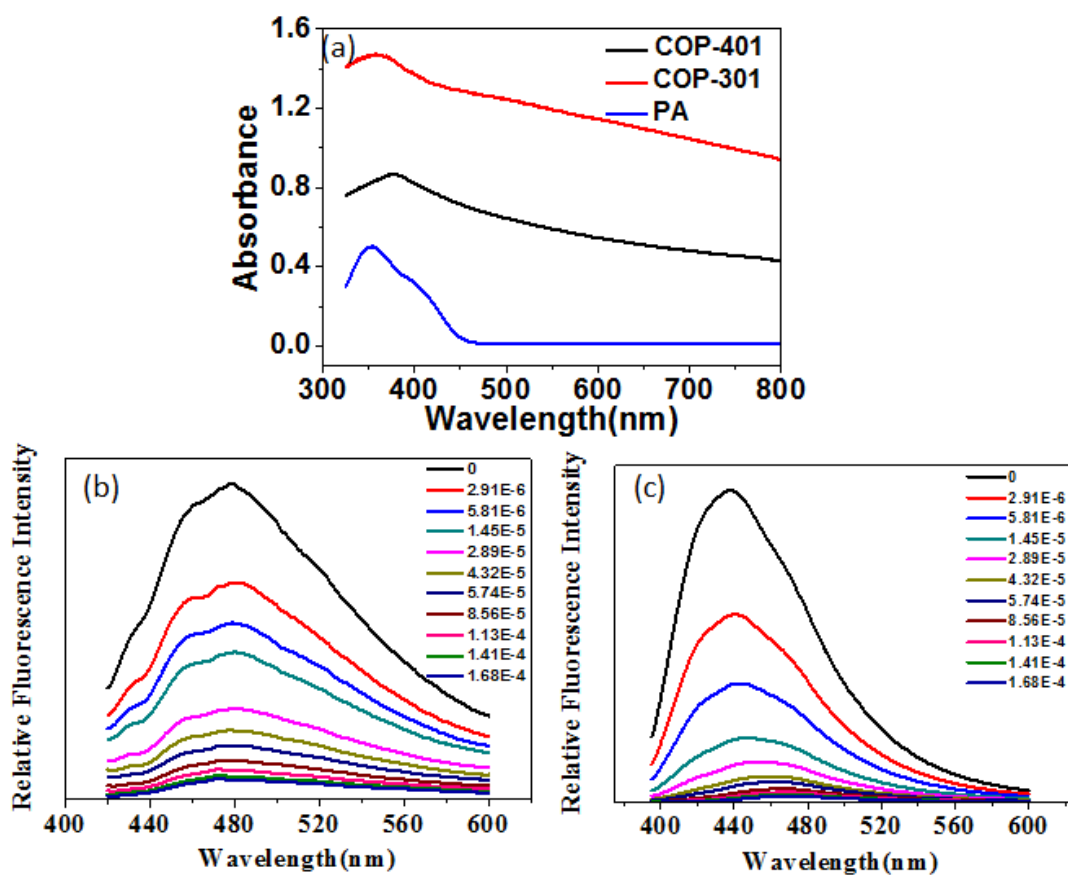 (a)
COP-401
COP-301
PA
1.6
1.2
0.8
0.4
0.0
Absorbance
300 400 500 600 700 800
Wavelength(nm)
(b)
0
2.91E-6
5.81E-6
1.45E-5
2.89E-5
4.32E-5
5.74E-5
8.56E-5
1.13E-4
1.41E-4
1.68E-4
Relative Fluorescence Intensity
400 440 480 520 560 600
Wavelength(nm)
(c)
0
2.91E-6
5.81E-6
1.45E-5
2.89E-5
4.32E-5
5.74E-5
8.56E-5
1.13E-4
1.41E-4
1.68E-4
Relative Fluorescence Intensity
400 440 480 520 560 600
Wavelength(nm)